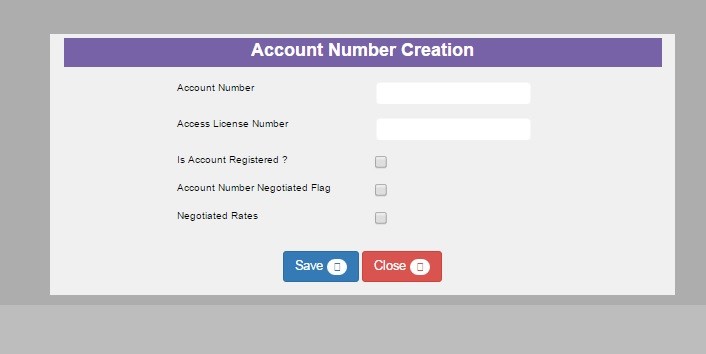 Account Number Creation
Account Number
Access License Number
Is Account Registered ?
Account Number Negotiated Flag
Negotiated Rates
Save Close